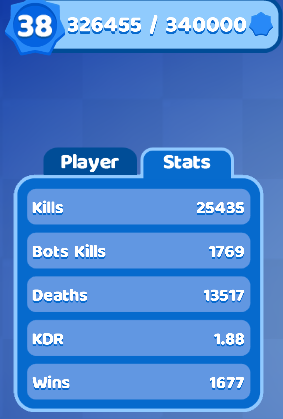 38 326455 / 340000
Player Stats
Kills 25435
Bots Kills 1769
Deaths 13517
KDR 1.88
Wins 1677